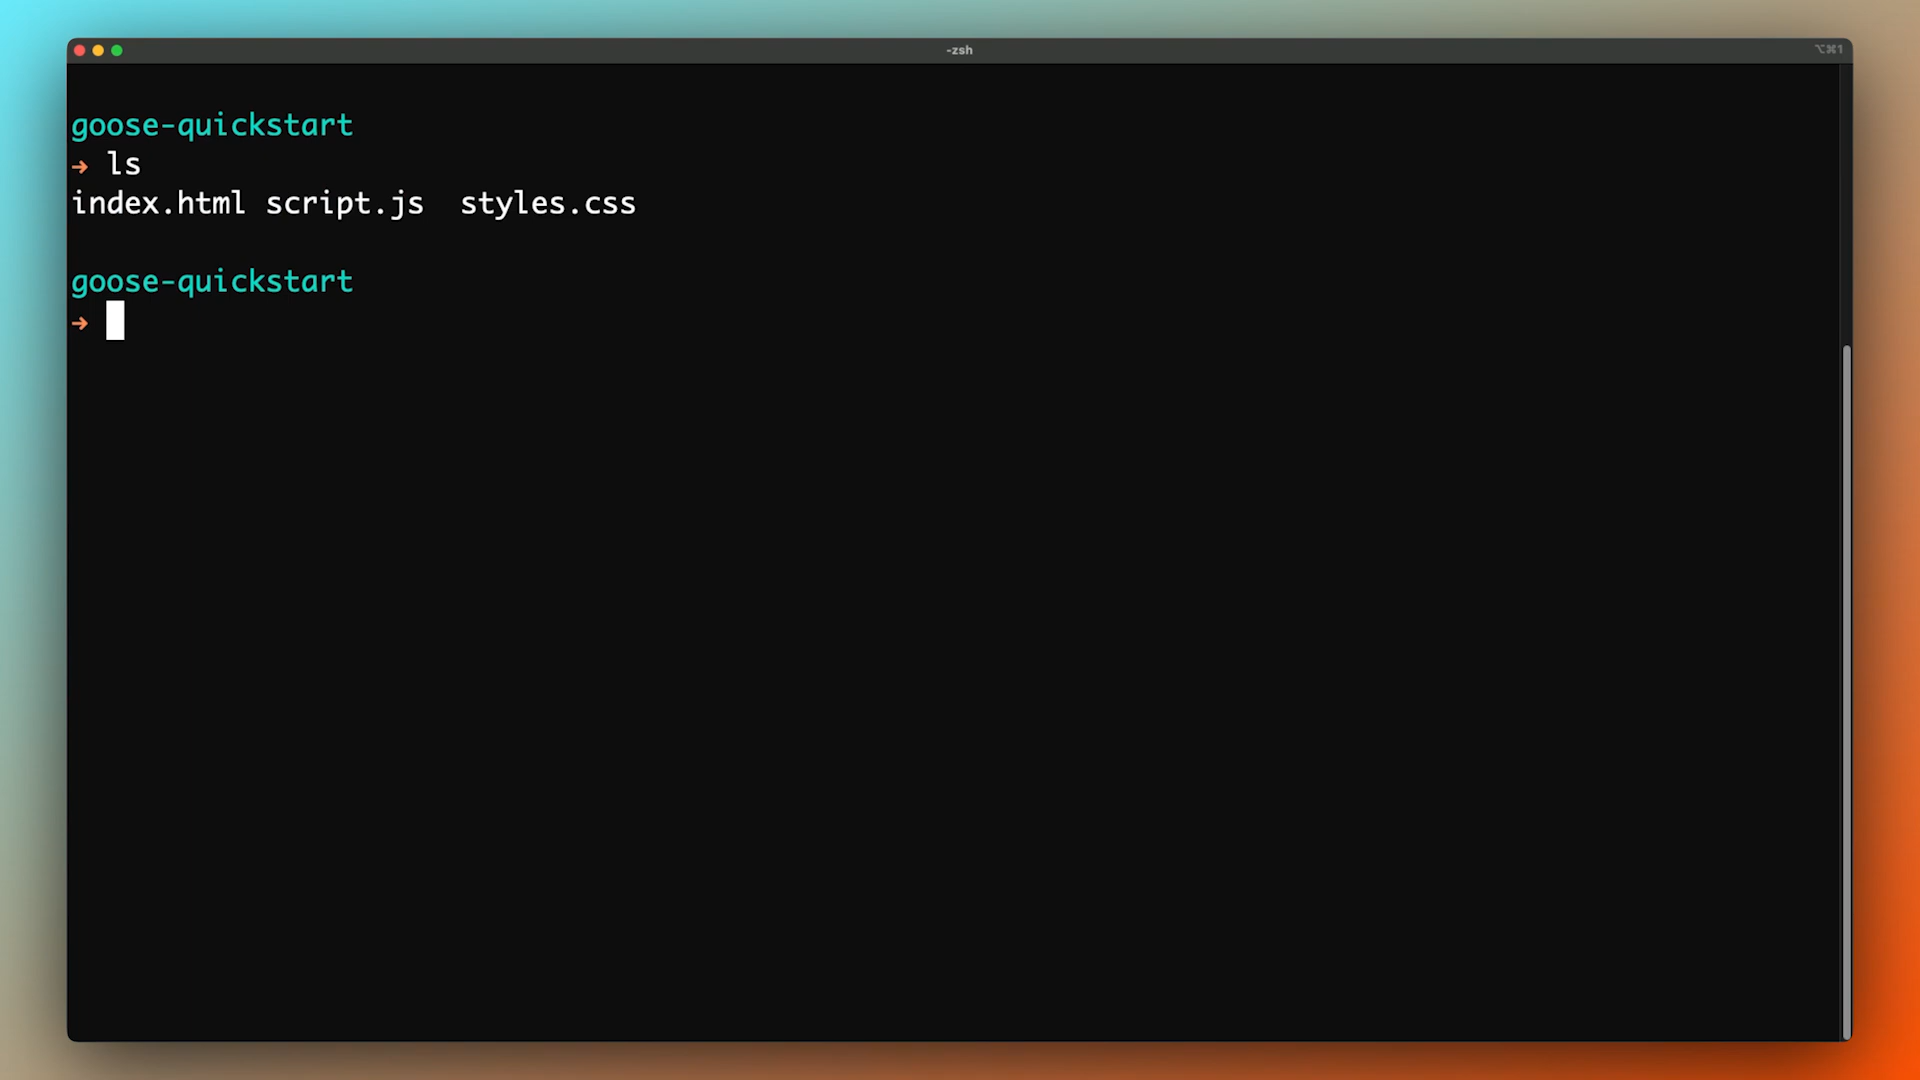 -zsh
⌥⌘1
goose-quickstart
→ ls
index.html script.js  styles.css
goose-quickstart
→